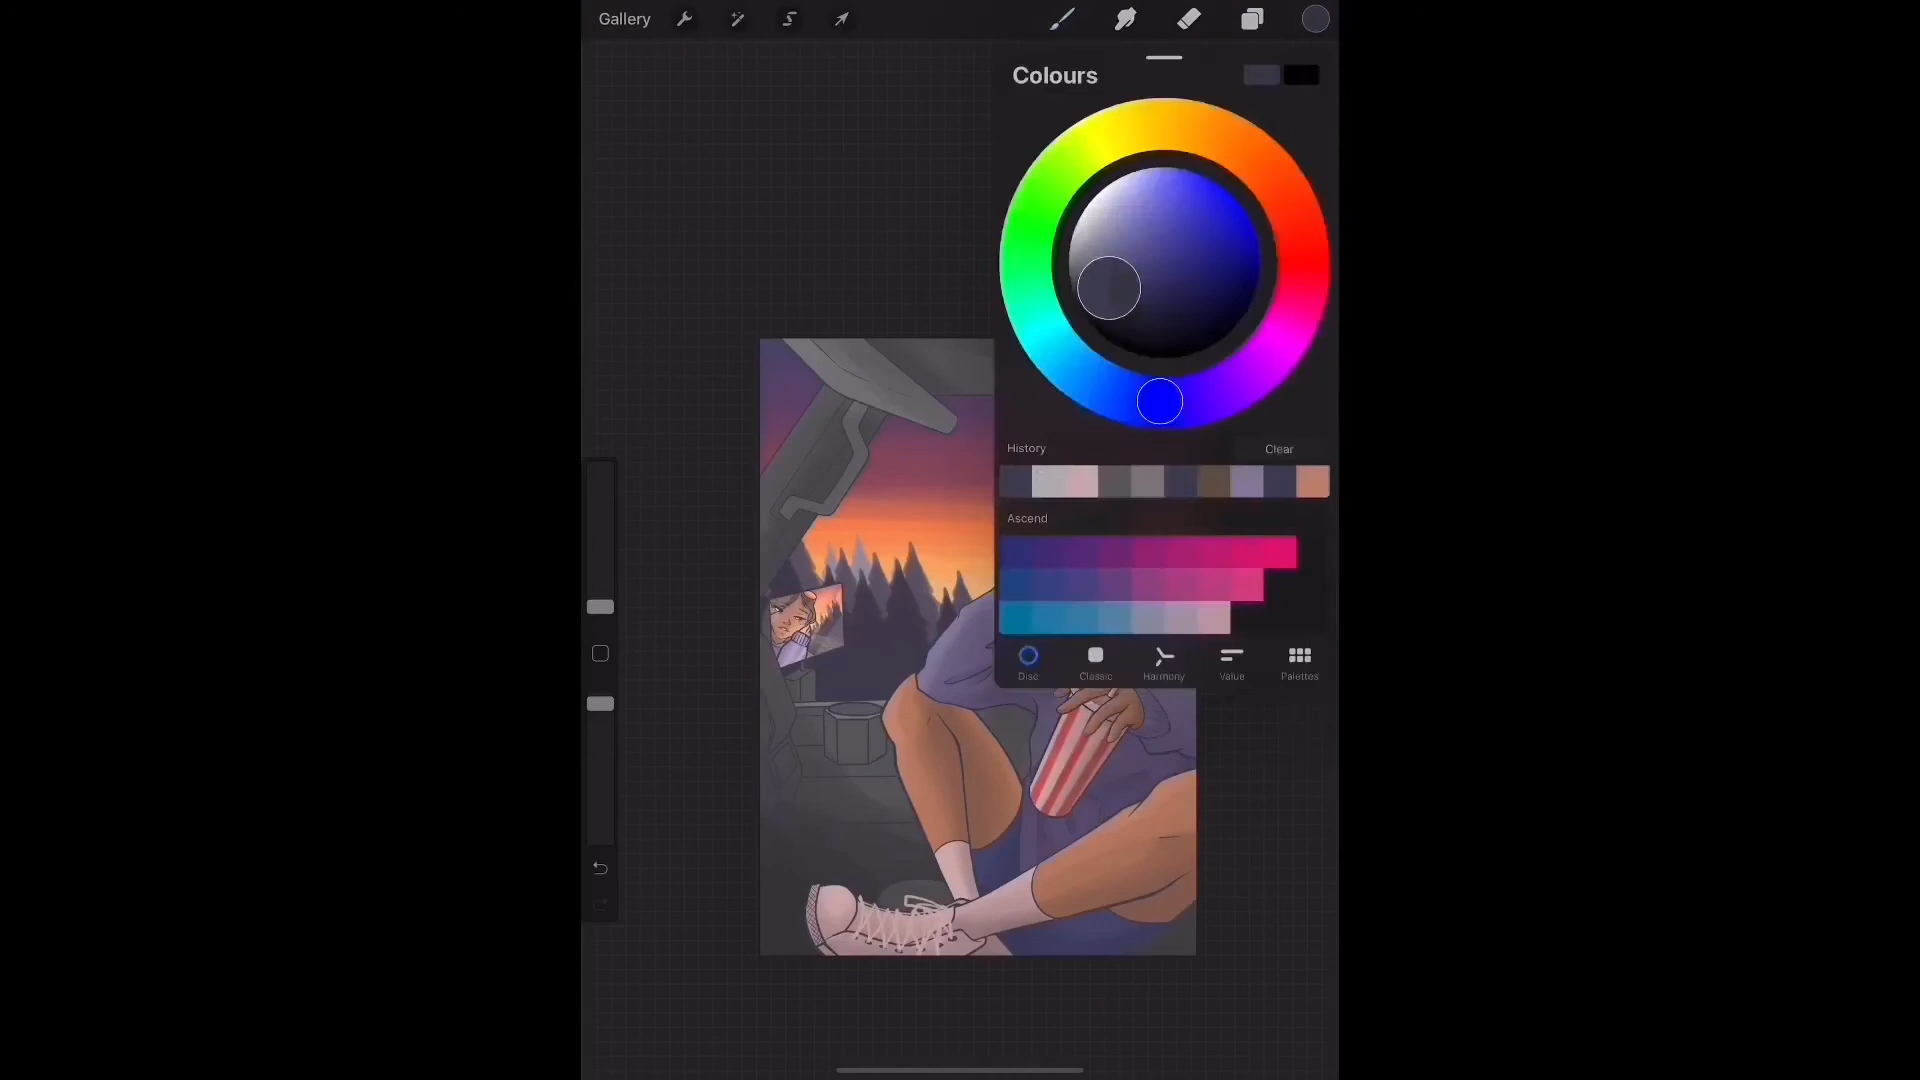 Gallery
Colours
History
Clear
Ascend
Disc
Classic
Harmony
Value
Palettes